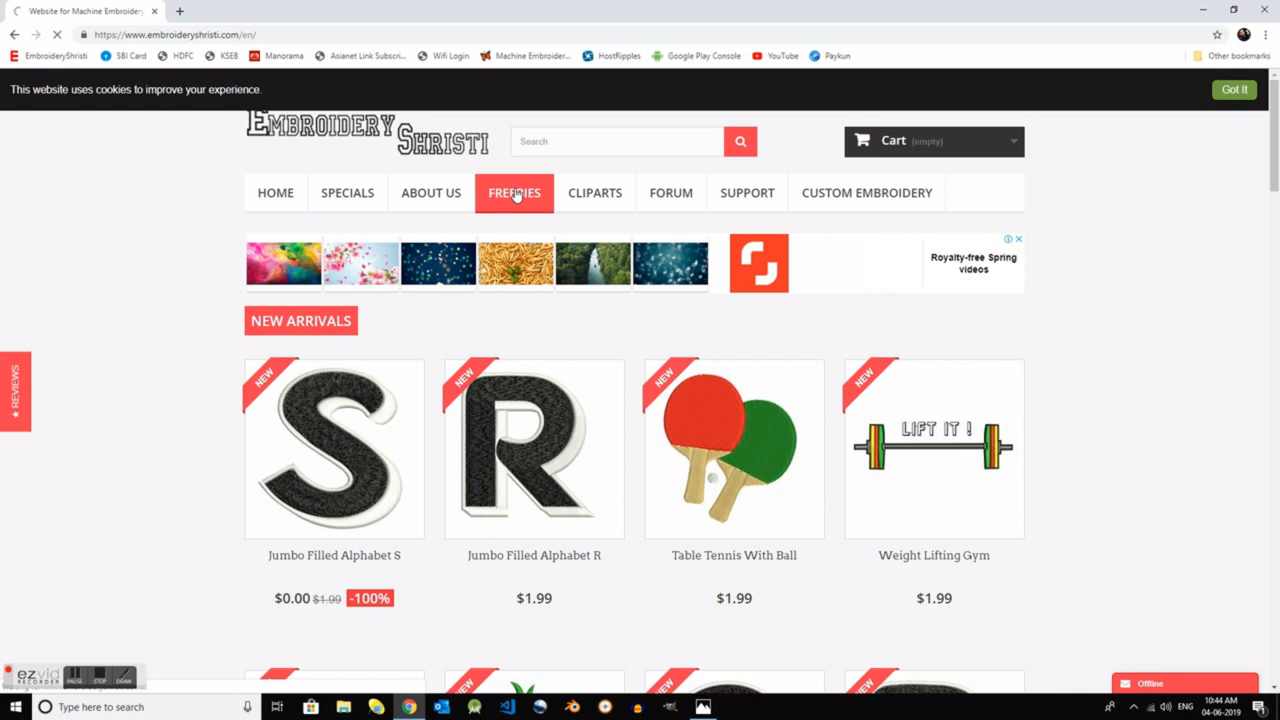 Website for Machine Embroider
https://www.embroideryshristi.com/en/
EmbroideryShristi SBI Card HDFC KSEB Manorama Asianet Link Subscri... Wifi Login Machine Embroider... HostRipples Google Play Console YouTube Paykun Other bookmarks
This website uses cookies to improve your experience. Got It
EMBROIDERY SHRISTI
Search
Cart (empty)
HOME SPECIALS ABOUT US FREEBIES CLIPARTS FORUM SUPPORT CUSTOM EMBROIDERY
Royalty-free Spring videos
NEW ARRIVALS
★ REVIEWS
NEW NEW NEW NEW
S R LIFT IT !
Jumbo Filled Alphabet S Jumbo Filled Alphabet R Table Tennis With Ball Weight Lifting Gym
$0.00 $1.99 -100% $1.99 $1.99 $1.99
ezvid
RECORDER
PAUSE STOP DRAW
Offline
Type here to search
ENG
10:44 AM
04-06-2019